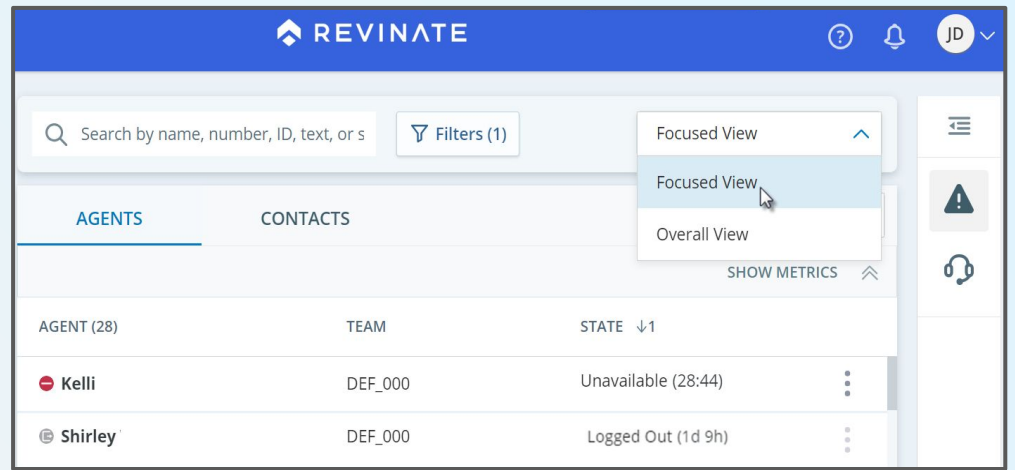 REVINATE
?
JD
Search by name, number, ID, text, or s
Filters (1)
Focused View
Focused View
Overall View
AGENTS CONTACTS
SHOW METRICS
AGENT (28) TEAM STATE ↓1
Kelli DEF_000 Unavailable (28:44)
Shirley DEF_000 Logged Out (1d 9h)